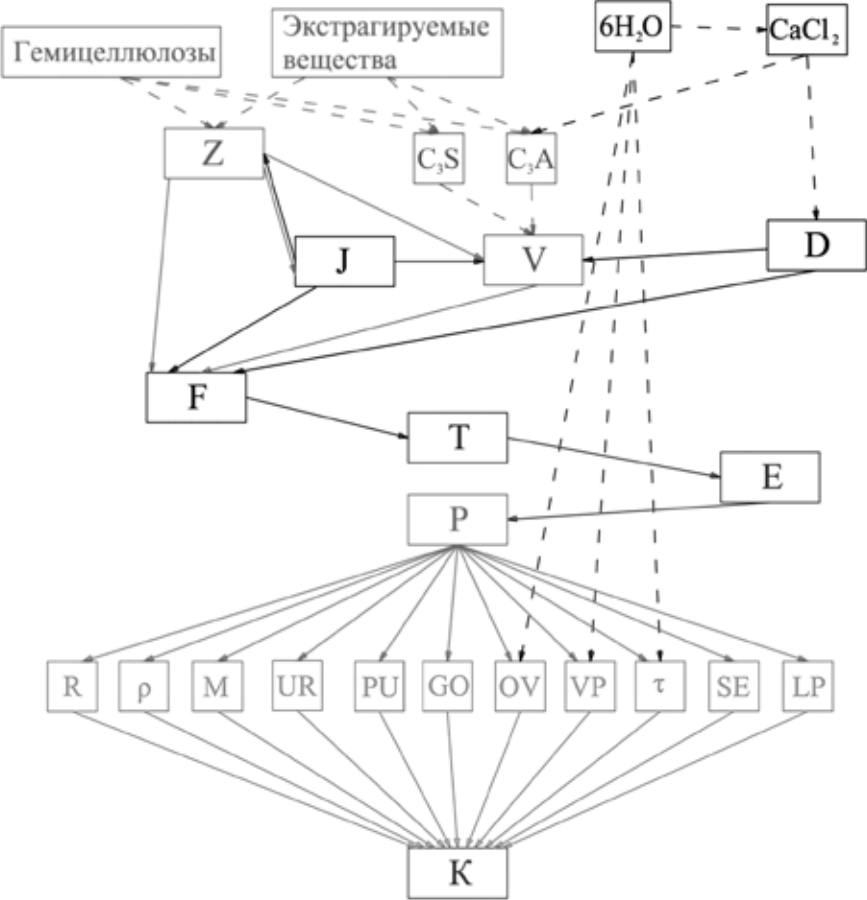 Гемицеллюлозы
Экстрагируемые
вещества
6H₂O
CaCl₂
Z
C₃S
C₃A
J
V
D
F
T
E
P
R
ρ
M
UR
PU
GO
OV
VP
τ
SE
LP
К